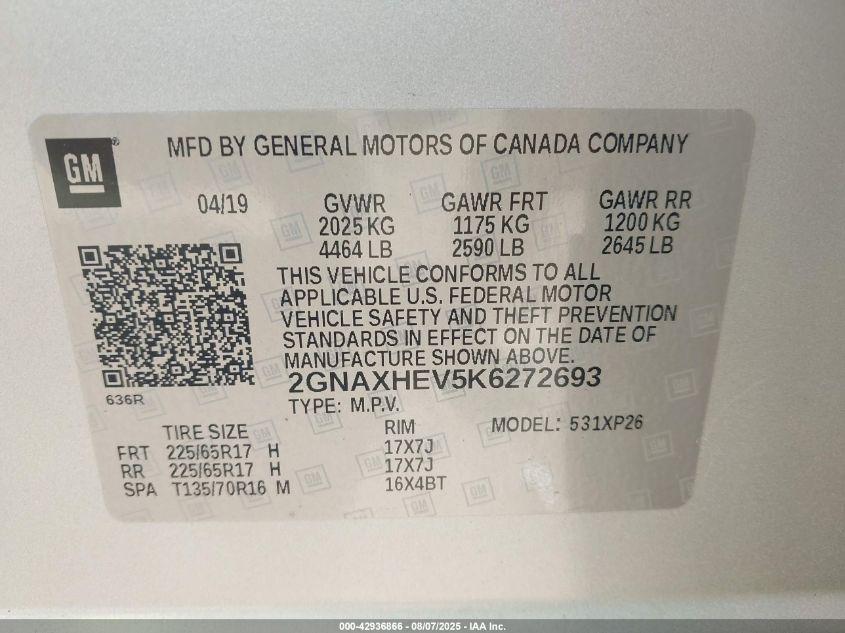 GM®
MFD BY GENERAL MOTORS OF CANADA COMPANY
04/19 GVWR GAWR FRT GAWR RR
2025 KG 1175 KG 1200 KG
4464 LB 2590 LB 2645 LB
THIS VEHICLE CONFORMS TO ALL
APPLICABLE U.S. FEDERAL MOTOR
VEHICLE SAFETY AND THEFT PREVENTION
STANDARDS IN EFFECT ON THE DATE OF
MANUFACTURE SHOWN ABOVE.
2GNAXHEV5K6272693
636R
TYPE: M.P.V.
TIRE SIZE RIM MODEL: 531XP26
FRT 225/65R17 H 17X7J
RR 225/65R17 H 17X7J
SPA T135/70R16 M 16X4BT
000-42936866 - 08/07/2025 - IAA Inc.